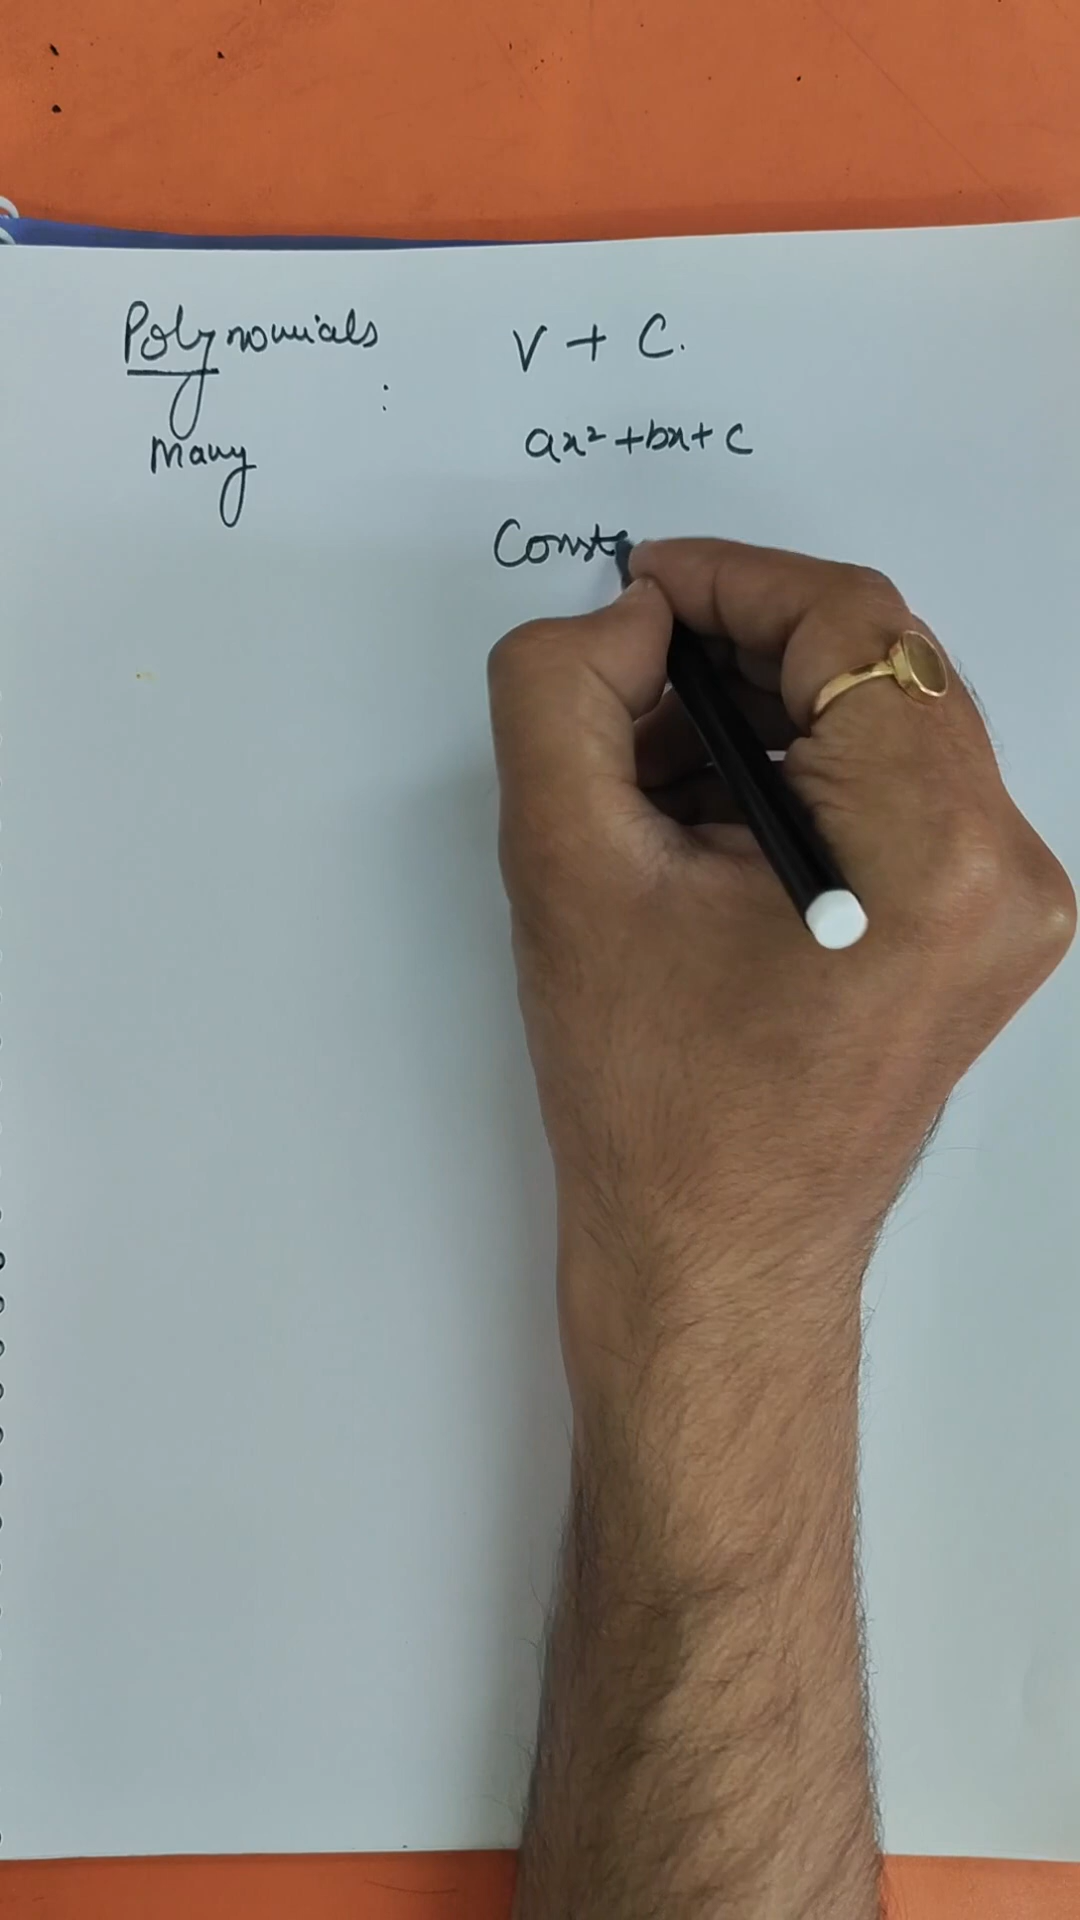 Polynomials : V + C.
Many ax² + bx + c
Const